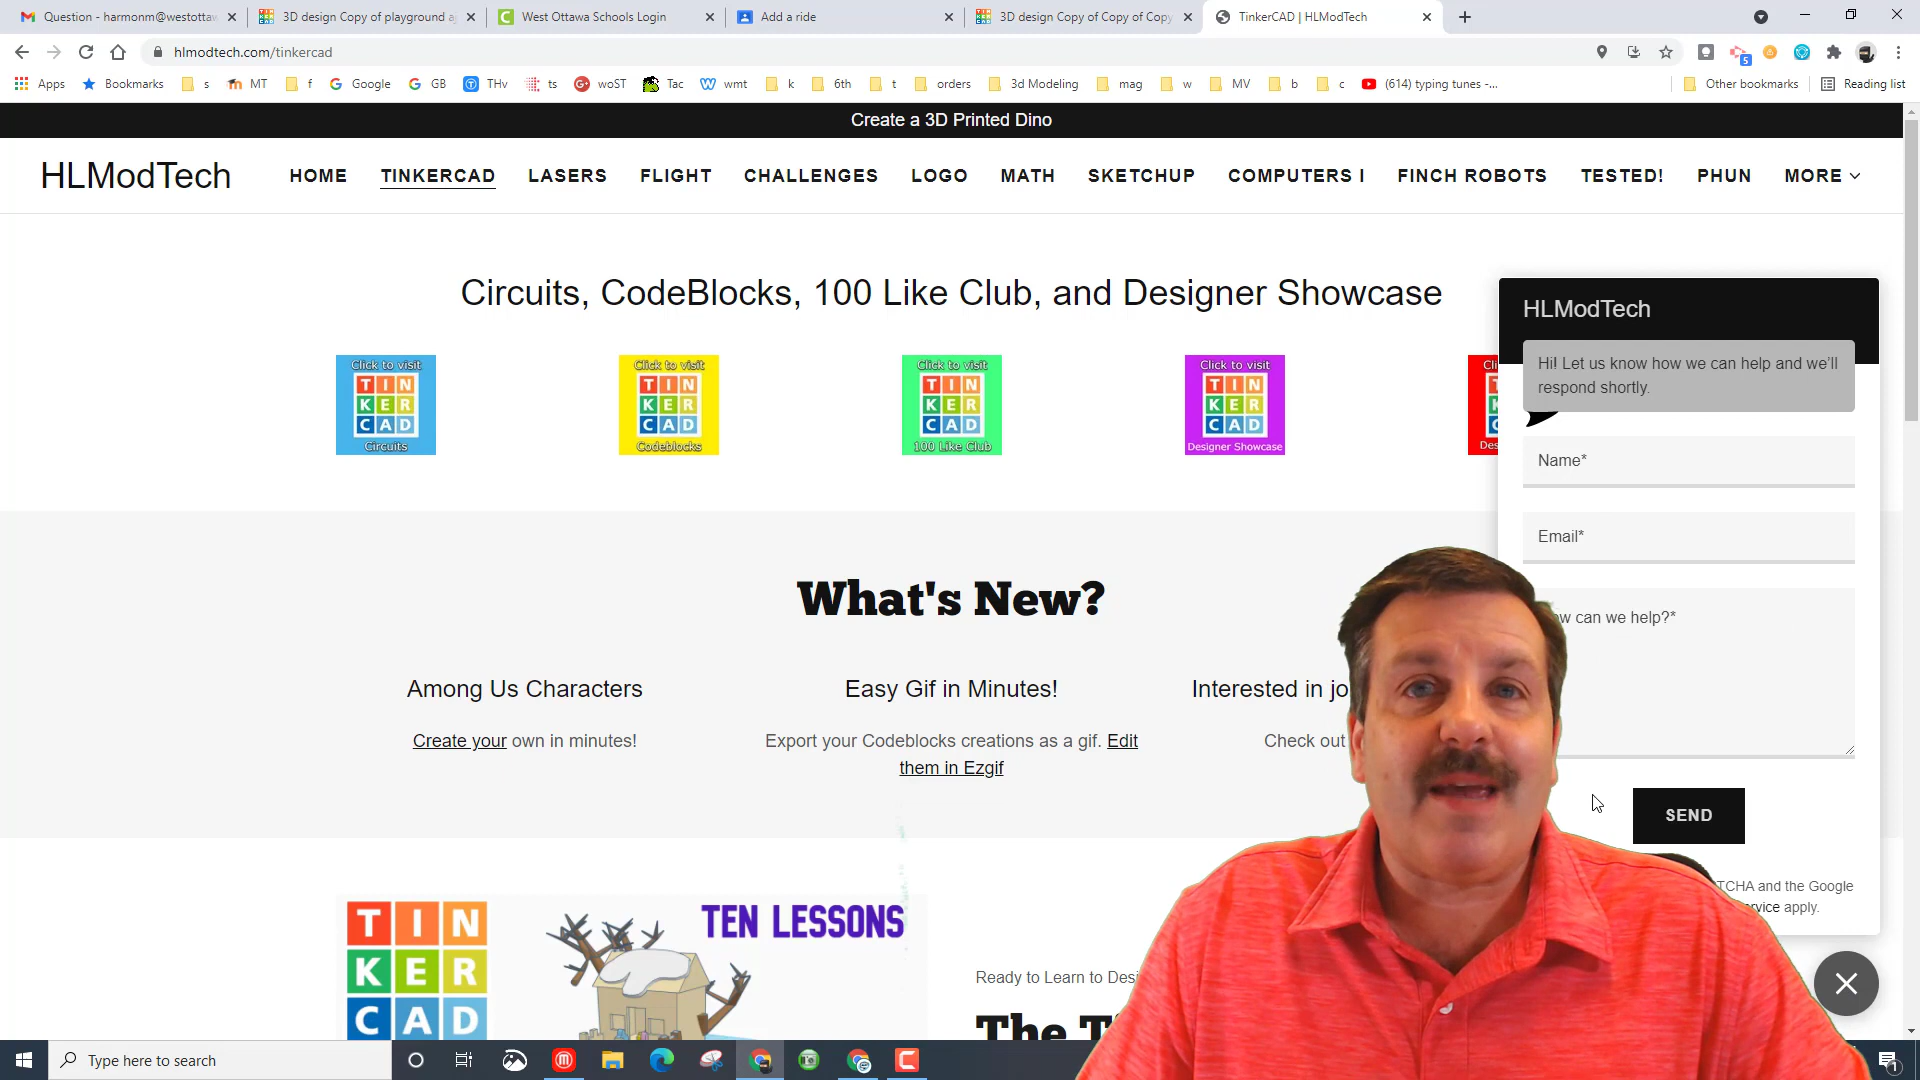 Question - harmonm@westottaw
3D design Copy of playground a
West Ottawa Schools Login
Add a ride
3D design Copy of Copy of Copy
TinkerCAD | HLModTech
hlmodtech.com/tinkercad
5
Apps
Bookmarks
s
MT
f
Google
GB
THv
ts
woST
Tac
wmt
k
6th
t
orders
3d Modeling
mag
w
MV
b
c
(614) typing tunes -...
Other bookmarks
Reading list
Create a 3D Printed Dino
HLModTech
HOME
TINKERCAD
LASERS
FLIGHT
CHALLENGES
LOGO
MATH
SKETCHUP
COMPUTERS I
FINCH ROBOTS
TESTED!
PHUN
MORE
Circuits, CodeBlocks, 100 Like Club, and Designer Showcase
Click to visit
TIN
KER
CAD
Circuits
Click to visit
TIN
KER
CAD
Codeblocks
Click to visit
TIN
KER
CAD
100 Like Club
Click to visit
TIN
KER
CAD
Designer Showcase
HLModTech
Hi! Let us know how we can help and we'll
respond shortly.
Name*
Email*
can we help?*
SEND
TCHA and the Google
apply.
What's New?
Among Us Characters
Create your own in minutes!
Easy Gif in Minutes!
Export your Codeblocks creations as a gif. Edit
them in Ezgif
Interested in jo
Check out
TIN
KER
CAD
TEN LESSONS
Ready to Learn to Desi
The T
Type here to search
1